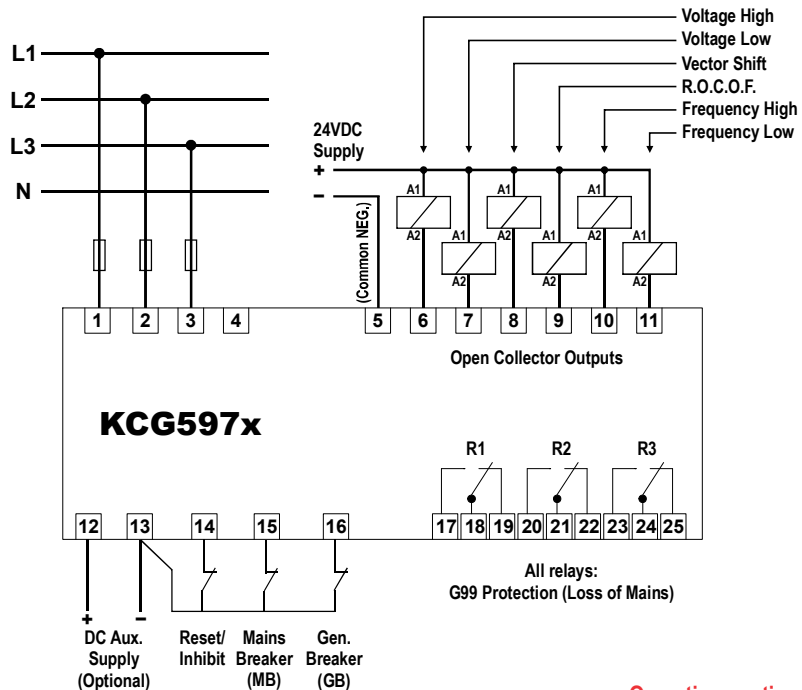 Voltage High
Voltage Low
Vector Shift
R.O.C.O.F.
Frequency High
Frequency Low
L1
L2
L3
N
24VDC
Supply
+
−
(Common NEG.)
A1 A1 A1
A2 A2 A2
A1 A1 A1
A2 A2 A2
1 2 3 4 5 6 7 8 9 10 11
Open Collector Outputs
KCG597x
R1 R2 R3
12 13 14 15 16 17 18 19 20 21 22 23 24 25
All relays:
G99 Protection (Loss of Mains)
+ −
DC Aux.
Supply
(Optional)
Reset/
Inhibit
Mains
Breaker
(MB)
Gen.
Breaker
(GB)